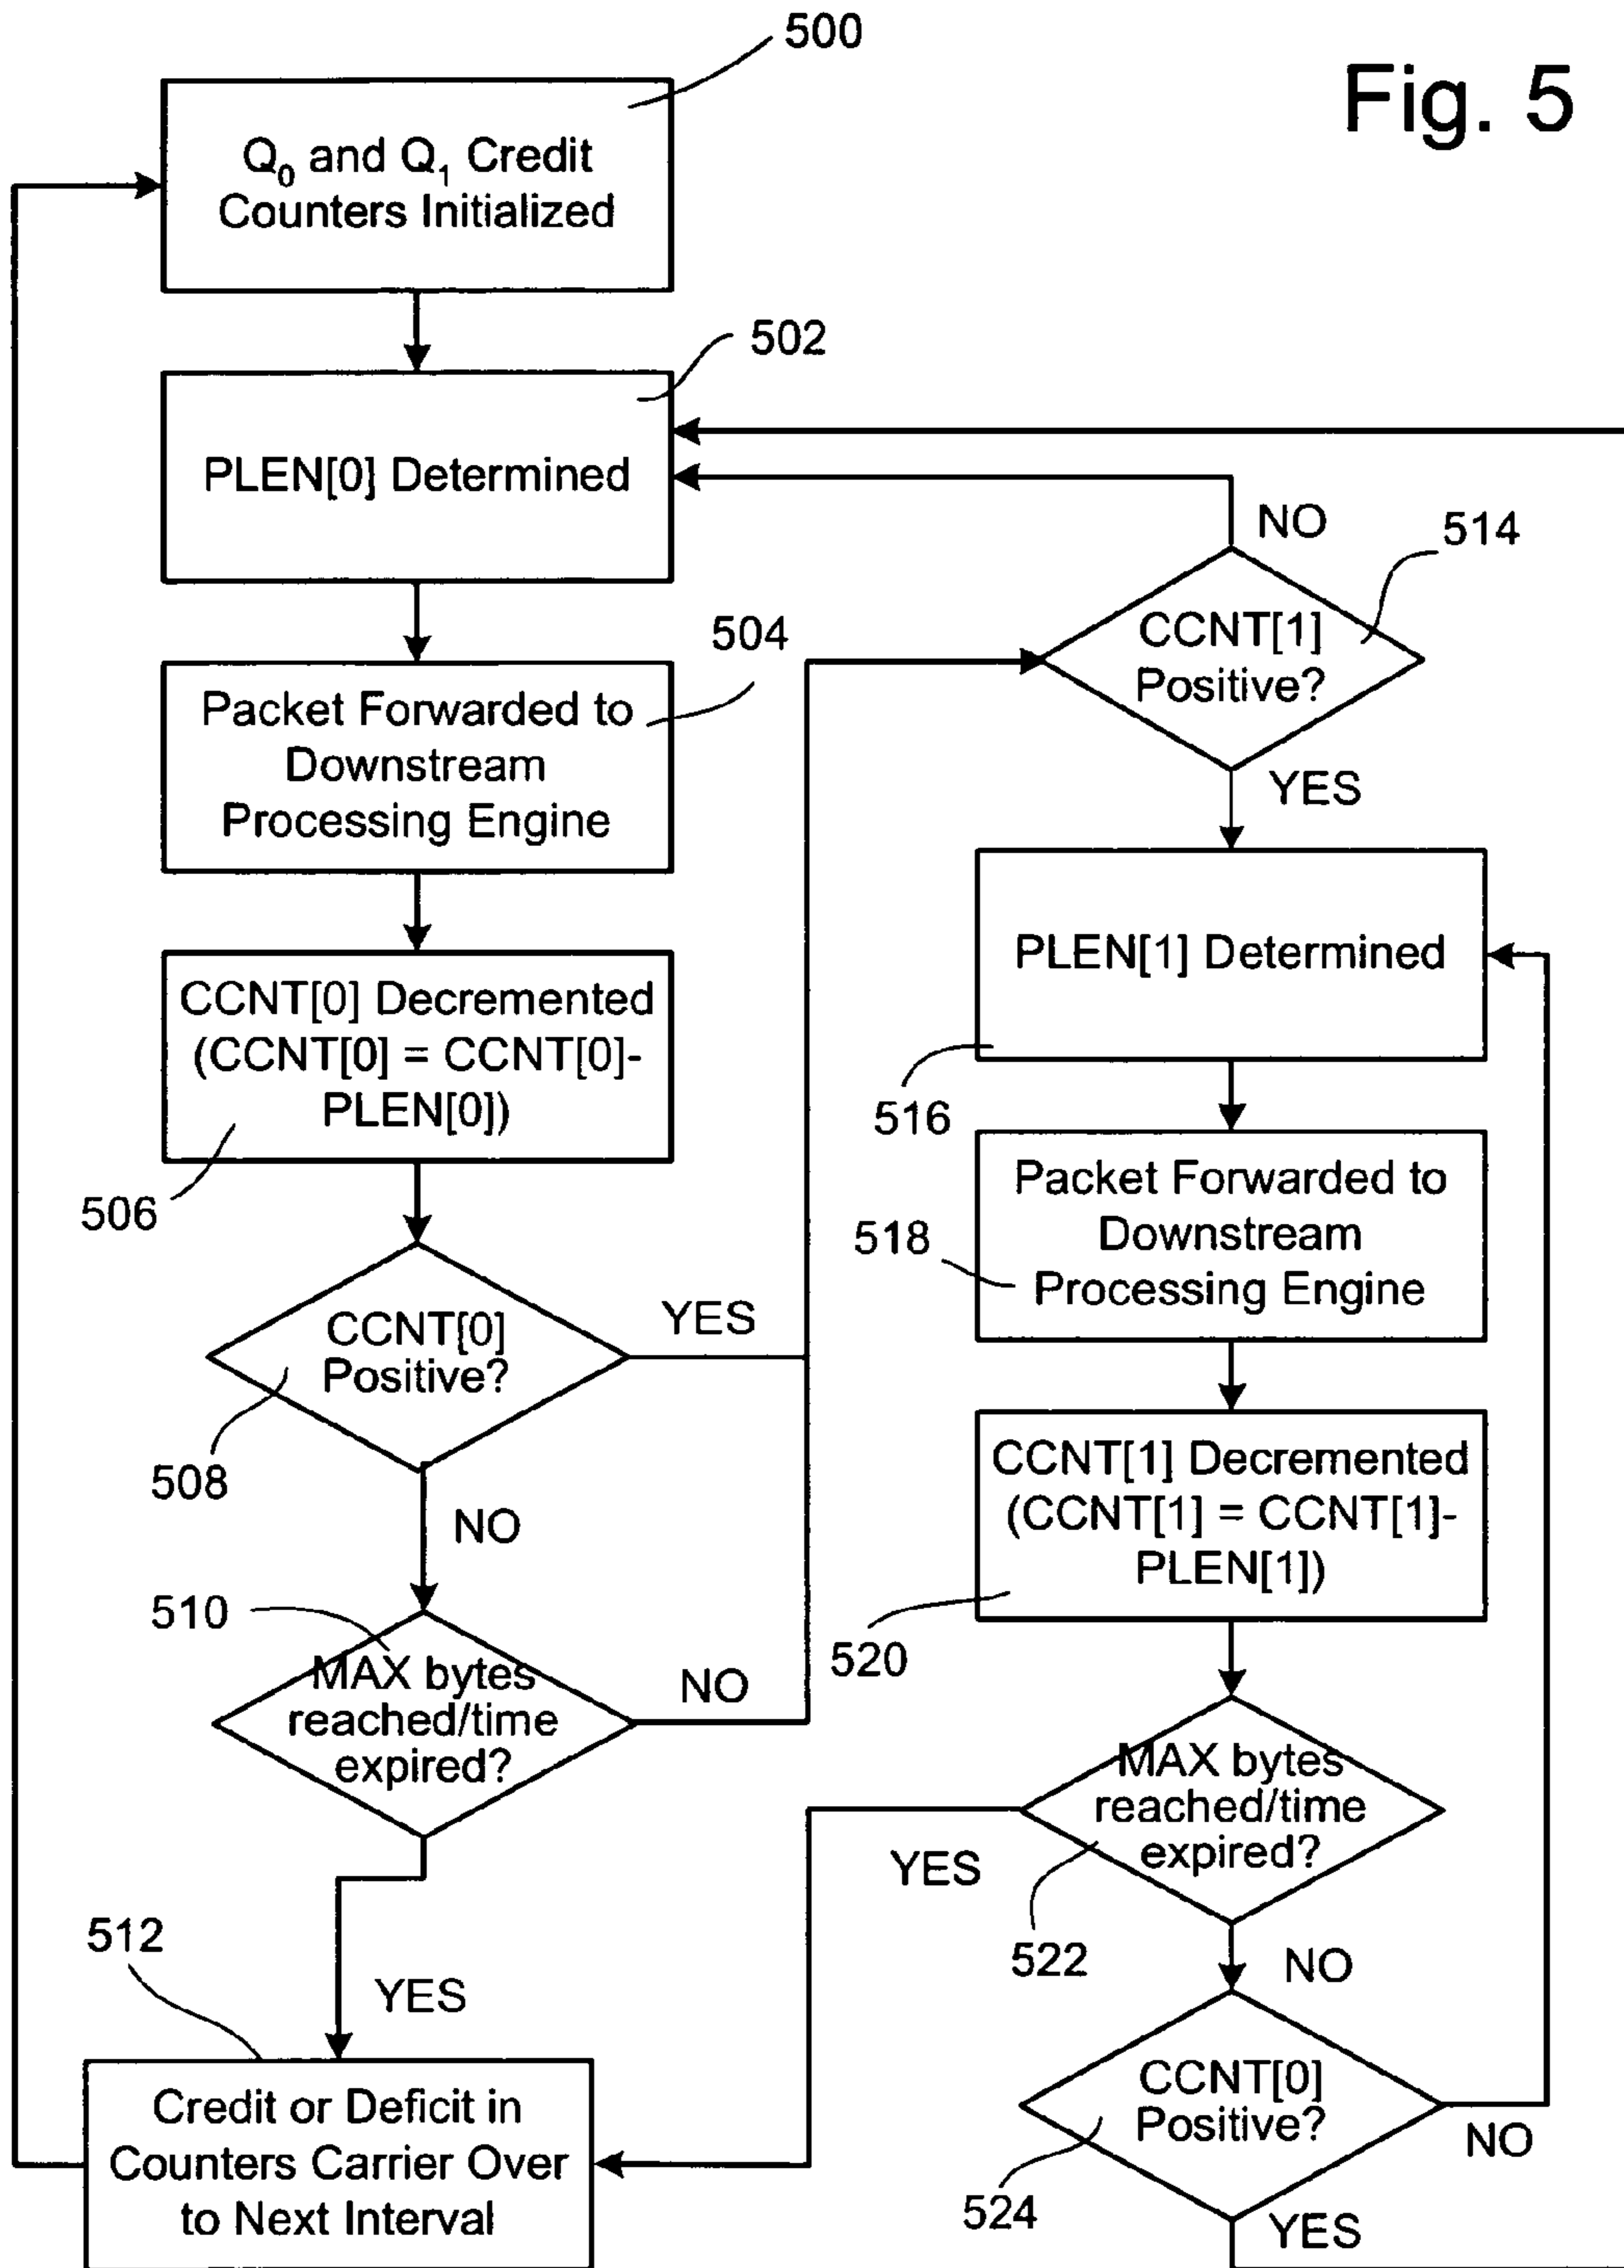 Fig. 5
500
Q0 and Q1 Credit
Counters Initialized
502
PLEN[0] Determined
504
Packet Forwarded to
Downstream
Processing Engine
CCNT[0] Decremented
(CCNT[0] = CCNT[0]-
PLEN[0])
506
CCNT[0]
Positive?
YES
508
NO
510
MAX bytes
reached/time
expired?
NO
YES
512
Credit or Deficit in
Counters Carrier Over
to Next Interval
NO
514
CCNT[1]
Positive?
YES
PLEN[1] Determined
516
Packet Forwarded to
Downstream
Processing Engine
518
CCNT[1] Decremented
(CCNT[1] = CCNT[1]-
PLEN[1])
520
MAX bytes
reached/time
expired?
YES
522
NO
CCNT[0]
Positive?
NO
524
YES